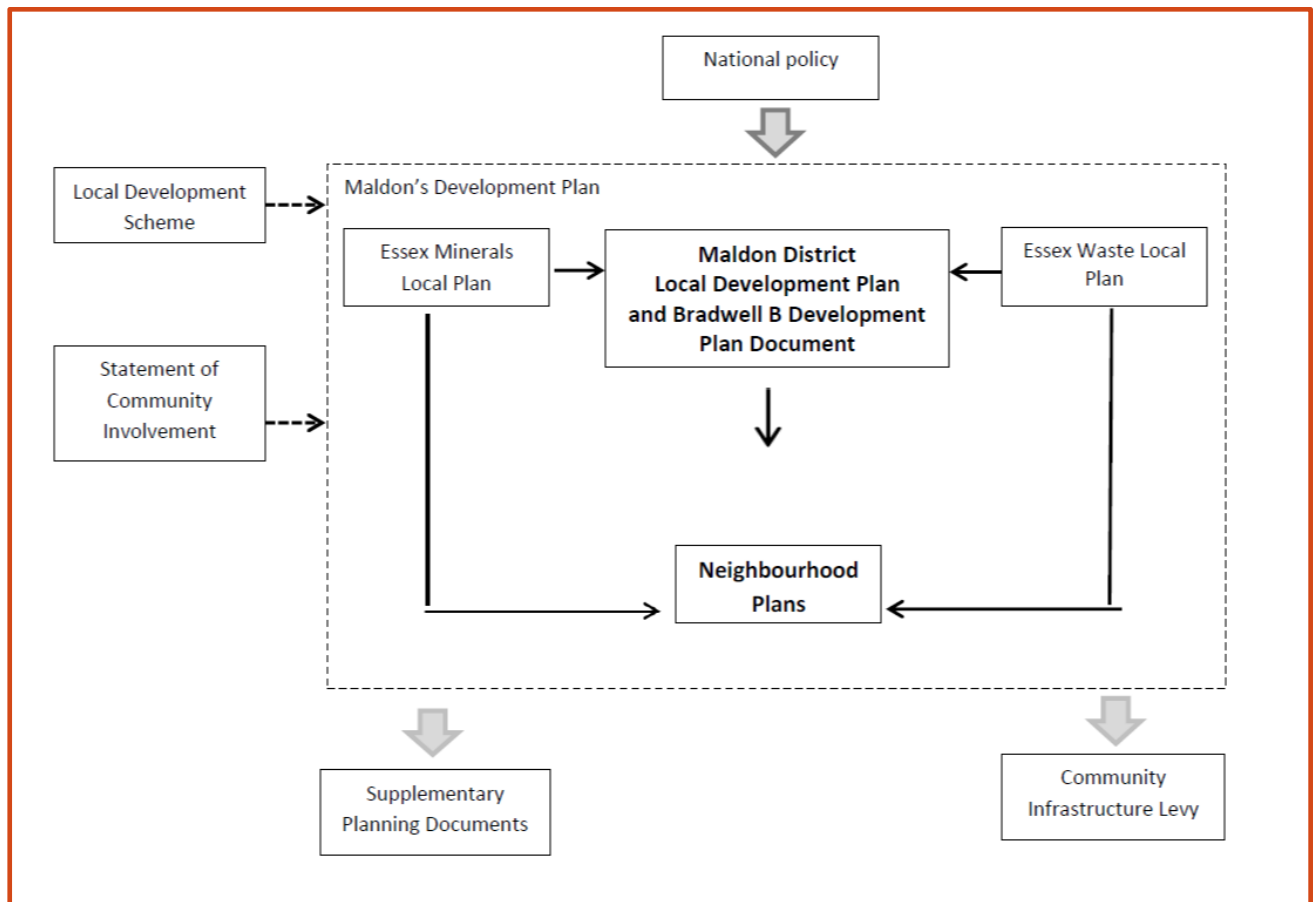 National policy
Local Development
Scheme
Maldon’s Development Plan
Essex Minerals
Local Plan
Maldon District
Local Development Plan
and Bradwell B Development
Plan Document
Essex Waste Local
Plan
Statement of
Community
Involvement
Neighbourhood
Plans
Supplementary
Planning Documents
Community
Infrastructure Levy